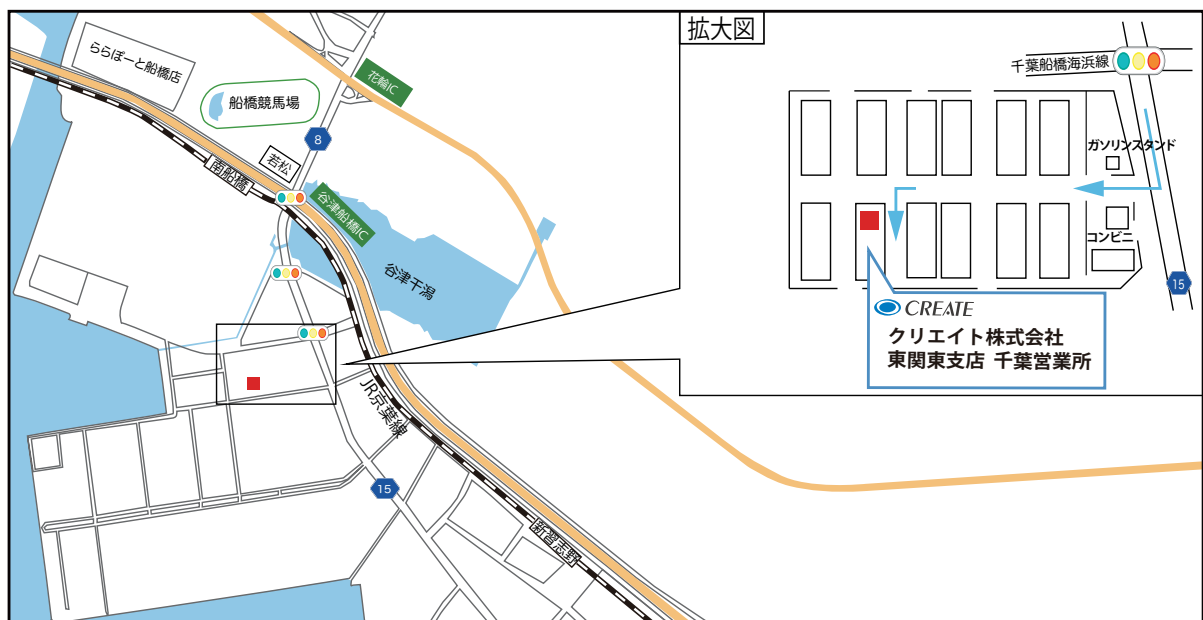 拡大図
ららぽーと船橋店
船橋競馬場
花輪IC
8
若松
南船橋
谷津船橋IC
谷津干潟
JR京葉線
15
新習志野
千葉船橋海浜線
ガソリンスタンド
コンビニ
15
CREATE
クリエイト株式会社
東関東支店 千葉営業所